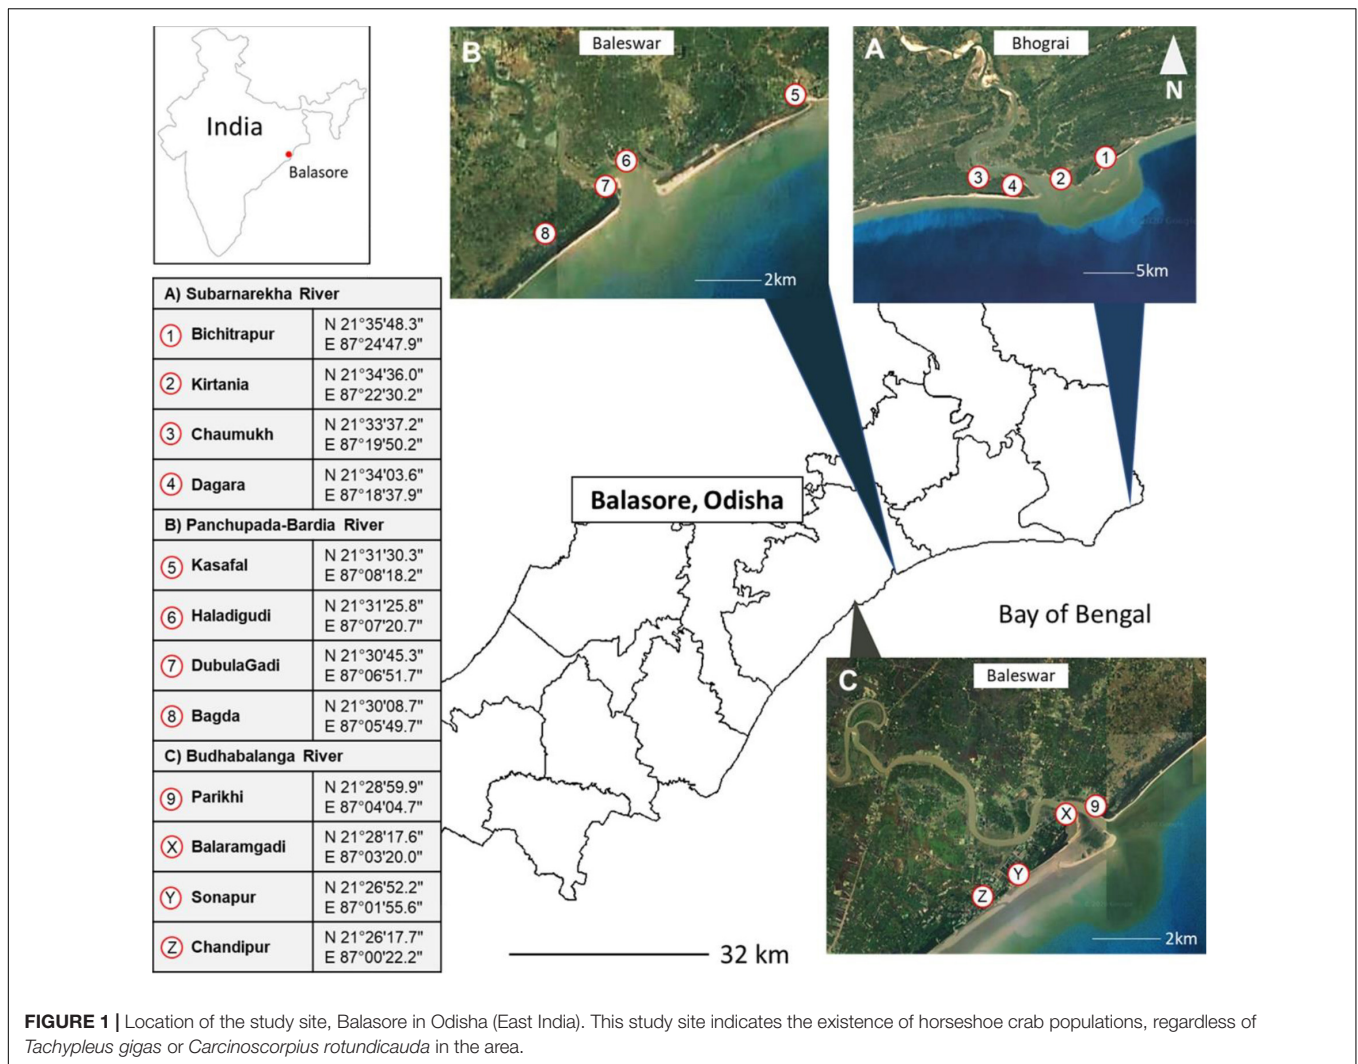 India
Balasore
B
Baleswar
5
6
7
8
2km
A
Bhograi
N
1
2
3
4
5km
A) Subarnarekha River
1 Bichitrapur N 21°35'48.3"
E 87°24'47.9"
2 Kirtania N 21°34'36.0"
E 87°22'30.2"
3 Chaumukh N 21°33'37.2"
E 87°19'50.2"
4 Dagara N 21°34'03.6"
E 87°18'37.9"
B) Panchupada-Bardia River
5 Kasafal N 21°31'30.3"
E 87°08'18.2"
6 Haladigudi N 21°31'25.8"
E 87°07'20.7"
7 DubulaGadi N 21°30'45.3"
E 87°06'51.7"
8 Bagda N 21°30'08.7"
E 87°05'49.7"
C) Budhabalanga River
9 Parikhi N 21°28'59.9"
E 87°04'04.7"
X Balaramgadi N 21°28'17.6"
E 87°03'20.0"
Y Sonapur N 21°26'52.2"
E 87°01'55.6"
Z Chandipur N 21°26'17.7"
E 87°00'22.2"
Balasore, Odisha
Bay of Bengal
C
Baleswar
9
X
Y
Z
2km
32 km
FIGURE 1 | Location of the study site, Balasore in Odisha (East India). This study site indicates the existence of horseshoe crab populations, regardless of
Tachypleus gigas or Carcinoscorpius rotundicauda in the area.